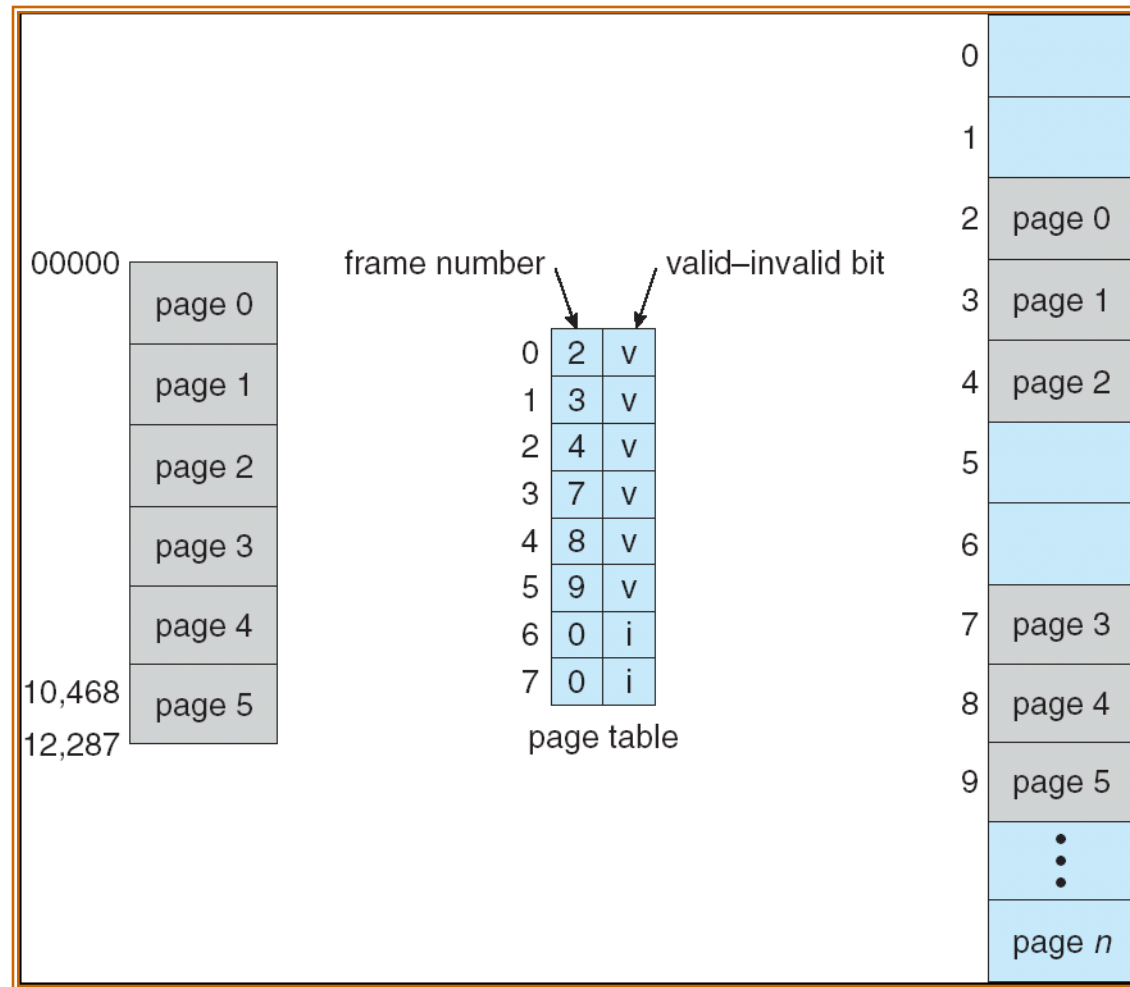 00000
page 0
page 1
page 2
page 3
page 4
10,468
page 5
12,287
frame number
valid–invalid bit
0 2 v
1 3 v
2 4 v
3 7 v
4 8 v
5 9 v
6 0 i
7 0 i
page table
0
1
2 page 0
3 page 1
4 page 2
5
6
7 page 3
8 page 4
9 page 5
page n